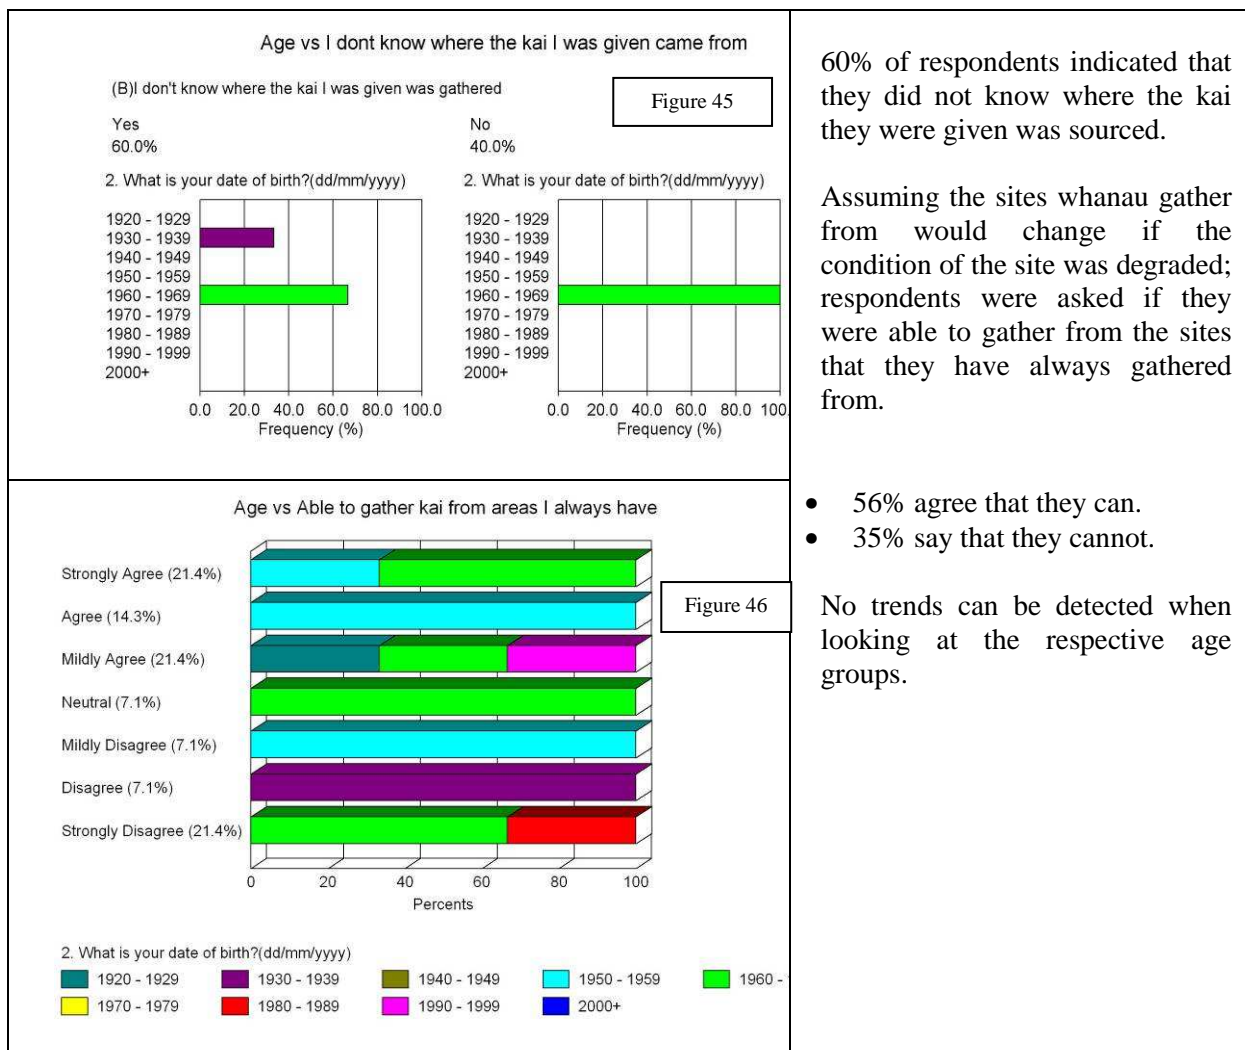 Age vs I dont know where the kai I was given came from
(B)I don't know where the kai I was given was gathered
Figure 45
Yes
60.0%
No
40.0%
2. What is your date of birth?(dd/mm/yyyy)
1920 - 1929
1930 - 1939
1940 - 1949
1950 - 1959
1960 - 1969
1970 - 1979
1980 - 1989
1990 - 1999
2000+
0.0 20.0 40.0 60.0 80.0 100.0
Frequency (%)
2. What is your date of birth?(dd/mm/yyyy)
1920 - 1929
1930 - 1939
1940 - 1949
1950 - 1959
1960 - 1969
1970 - 1979
1980 - 1989
1990 - 1999
2000+
0.0 20.0 40.0 60.0 80.0 100.
Frequency (%)
60% of respondents indicated that
they did not know where the kai
they were given was sourced.
Assuming the sites whanau gather
from would change if the
condition of the site was degraded;
respondents were asked if they
were able to gather from the sites
that they have always gathered
from.
Age vs Able to gather kai from areas I always have
Figure 46
Strongly Agree (21.4%)
Agree (14.3%)
Mildly Agree (21.4%)
Neutral (7.1%)
Mildly Disagree (7.1%)
Disagree (7.1%)
Strongly Disagree (21.4%)
0 20 40 60 80 100
Percents
2. What is your date of birth?(dd/mm/yyyy)
1920 - 1929 1930 - 1939 1940 - 1949 1950 - 1959 1960 -
1970 - 1979 1980 - 1989 1990 - 1999 2000+
• 56% agree that they can.
• 35% say that they cannot.
No trends can be detected when
looking at the respective age
groups.